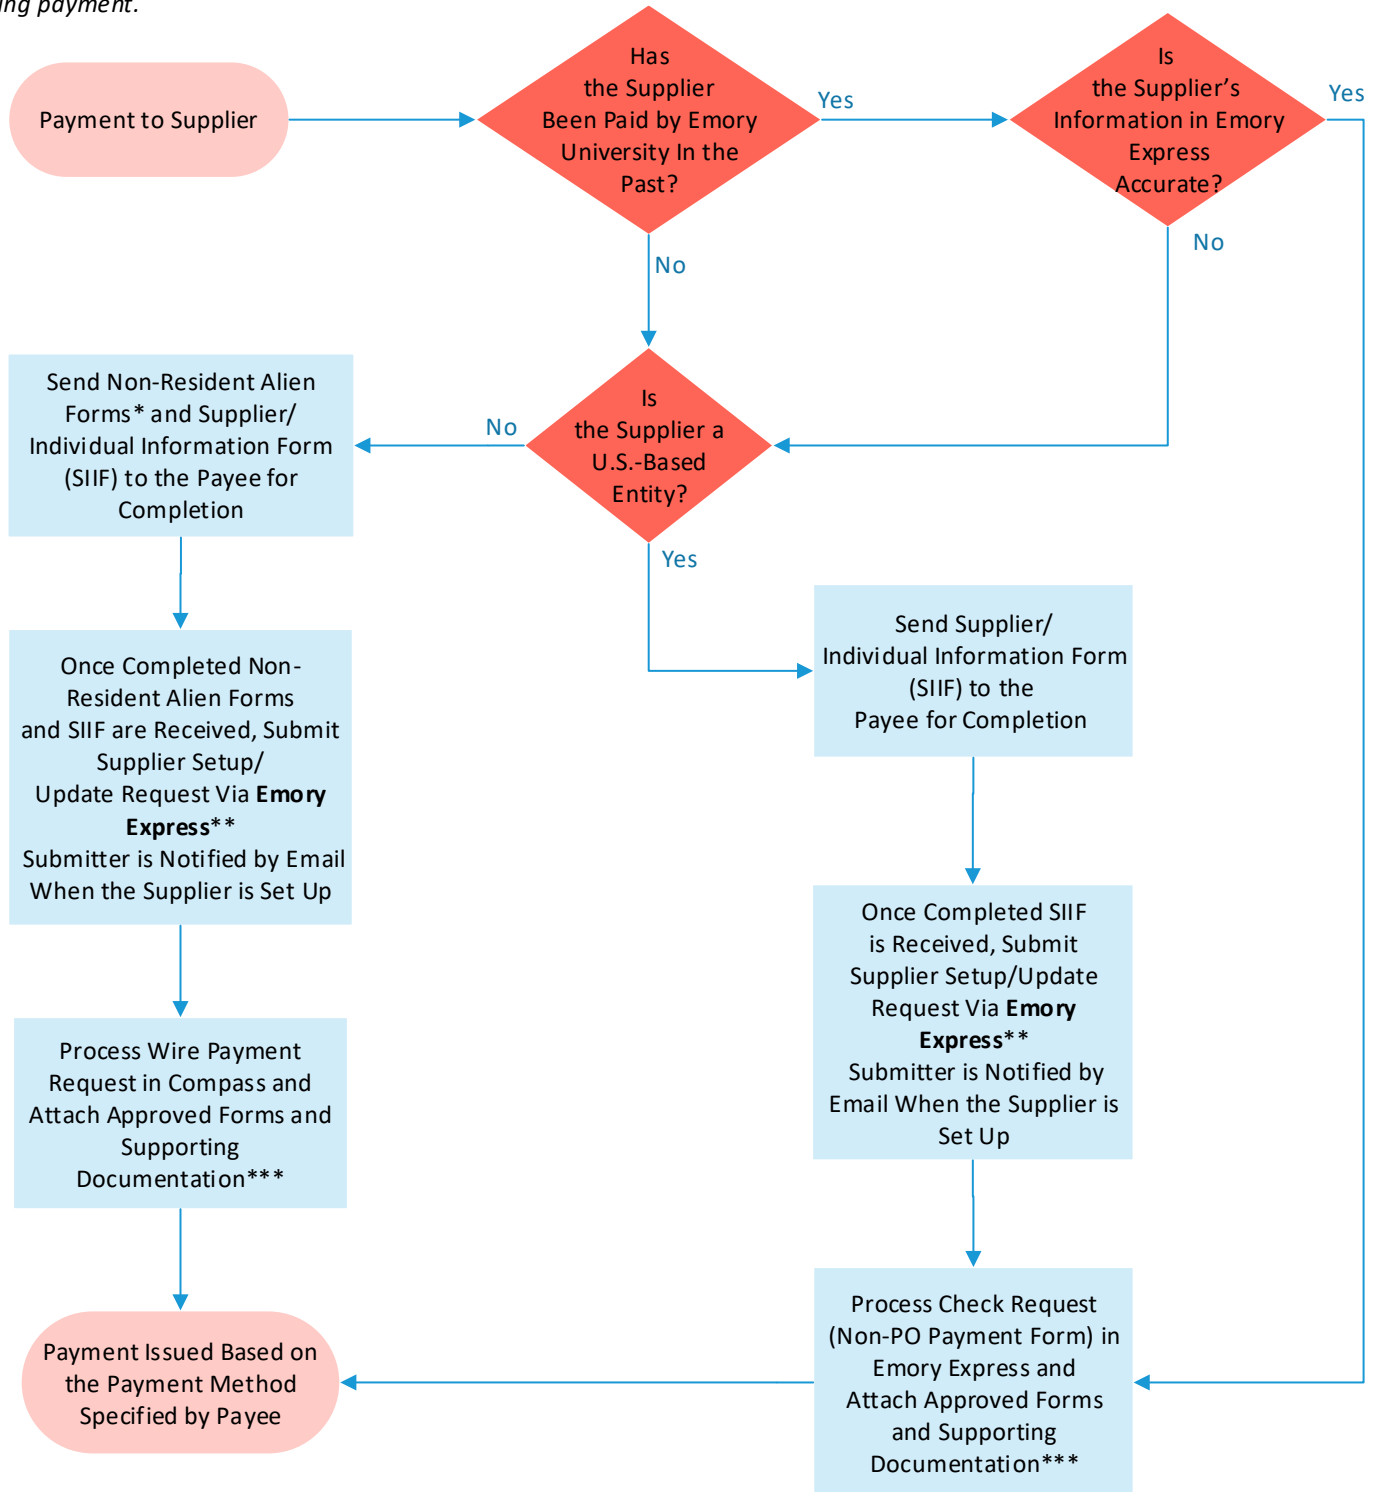 ing payment.
Payment to Supplier
Has
the Supplier
Been Paid by Emory
University In the
Past?
Yes
Is
the Supplier’s
Information in Emory
Express
Accurate?
Yes
No
No
Is
the Supplier a
U.S.-Based
Entity?
No
Yes
Send Non-Resident Alien
Forms* and Supplier/
Individual Information Form
(SIIF) to the Payee for
Completion
Once Completed Non-
Resident Alien Forms
and SIIF are Received, Submit
Supplier Setup/
Update Request Via Emory
Express**
Submitter is Notified by Email
When the Supplier is Set Up
Process Wire Payment
Request in Compass and
Attach Approved Forms and
Supporting
Documentation***
Payment Issued Based on
the Payment Method
Specified by Payee
Send Supplier/
Individual Information Form
(SIIF) to the
Payee for Completion
Once Completed SIIF
is Received, Submit
Supplier Setup/Update
Request Via Emory
Express**
Submitter is Notified by
Email When the Supplier is
Set Up
Process Check Request
(Non-PO Payment Form) in
Emory Express and
Attach Approved Forms
and Supporting
Documentation***